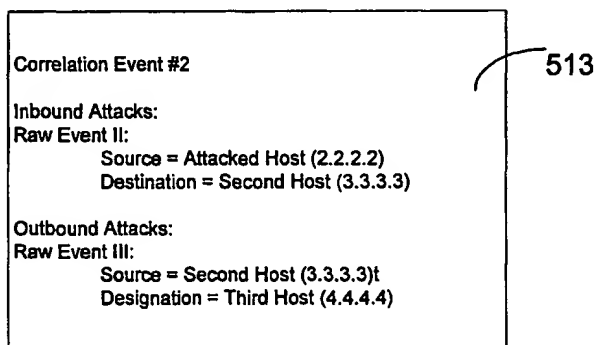 Correlation Event #2
513
Inbound Attacks:
Raw Event II:
Source = Attacked Host (2.2.2.2)
Destination = Second Host (3.3.3.3)
Outbound Attacks:
Raw Event III:
Source = Second Host (3.3.3.3)t
Designation = Third Host (4.4.4.4)